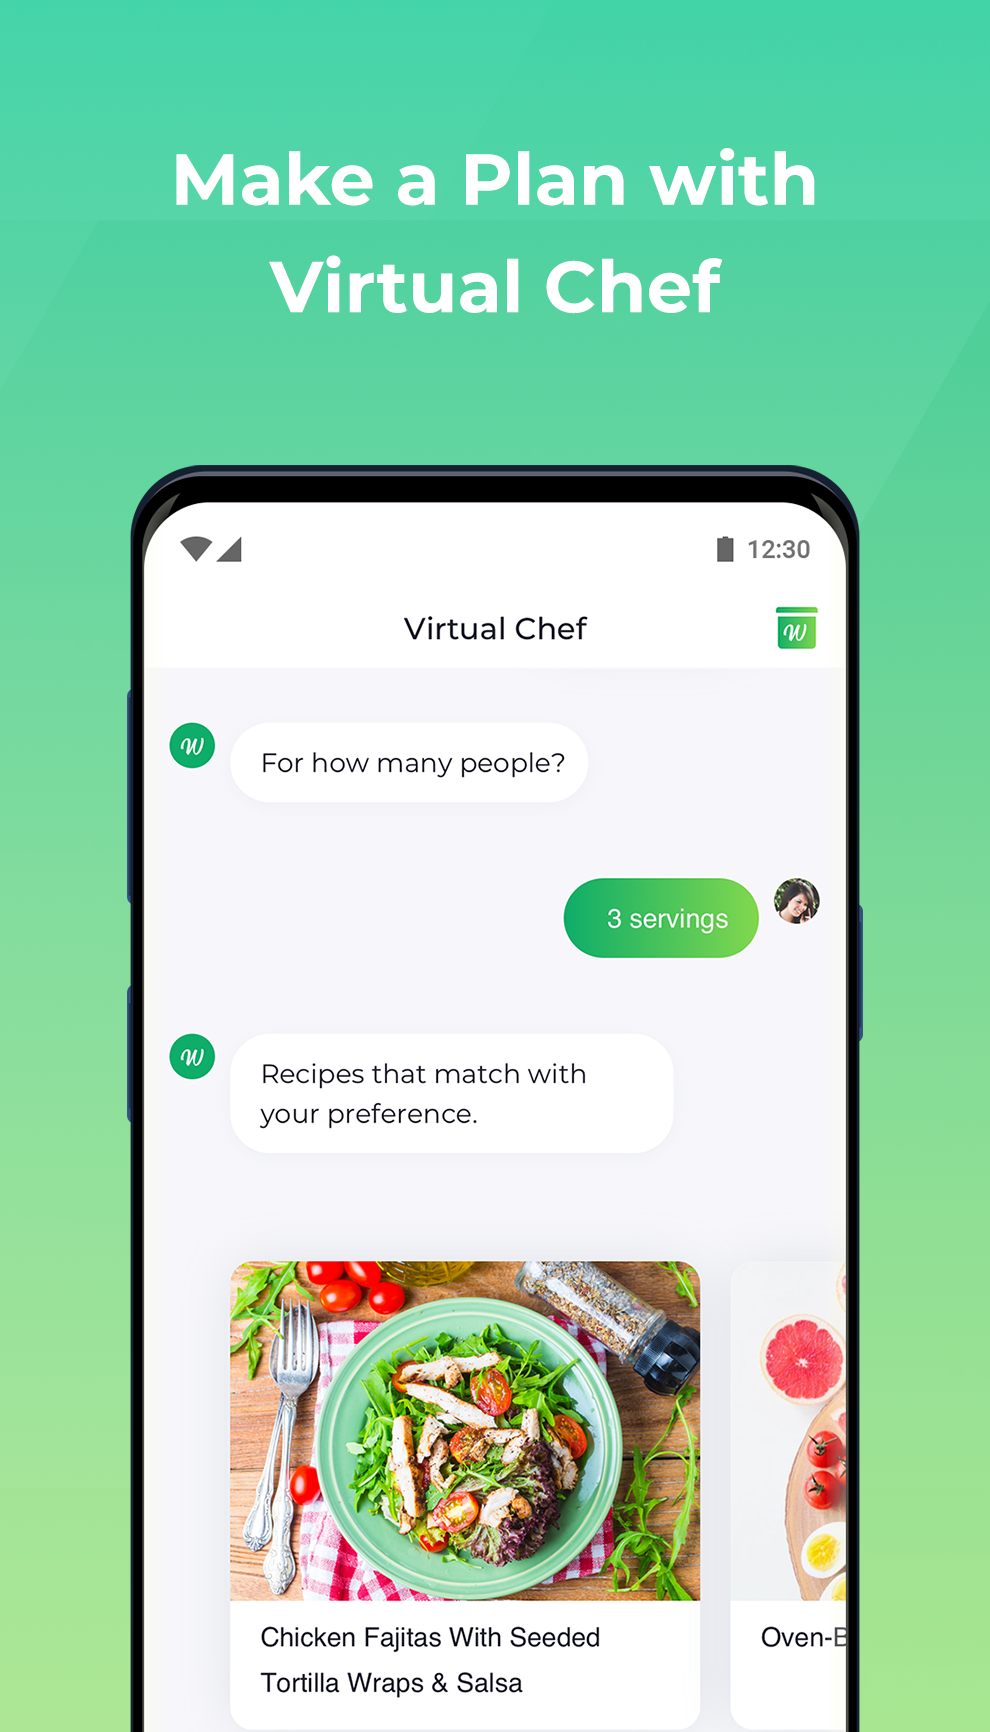 Make a Plan with
Virtual Chef
12:30
Virtual Chef
W
W
For how many people?
3 servings
W
Recipes that match with
your preference.
Chicken Fajitas With Seeded
Tortilla Wraps & Salsa
Oven-B